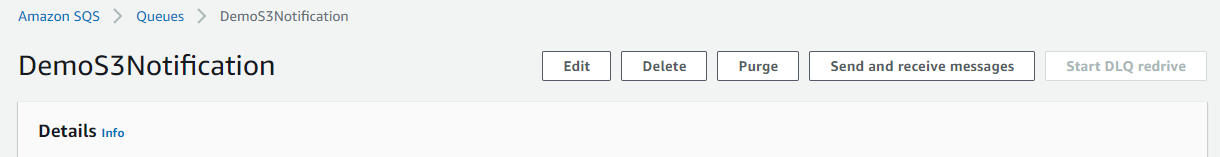 Amazon SQS > Queues > DemoS3Notification
DemoS3Notification Edit Delete Purge Send and receive messages Start DLQ redrive
Details Info